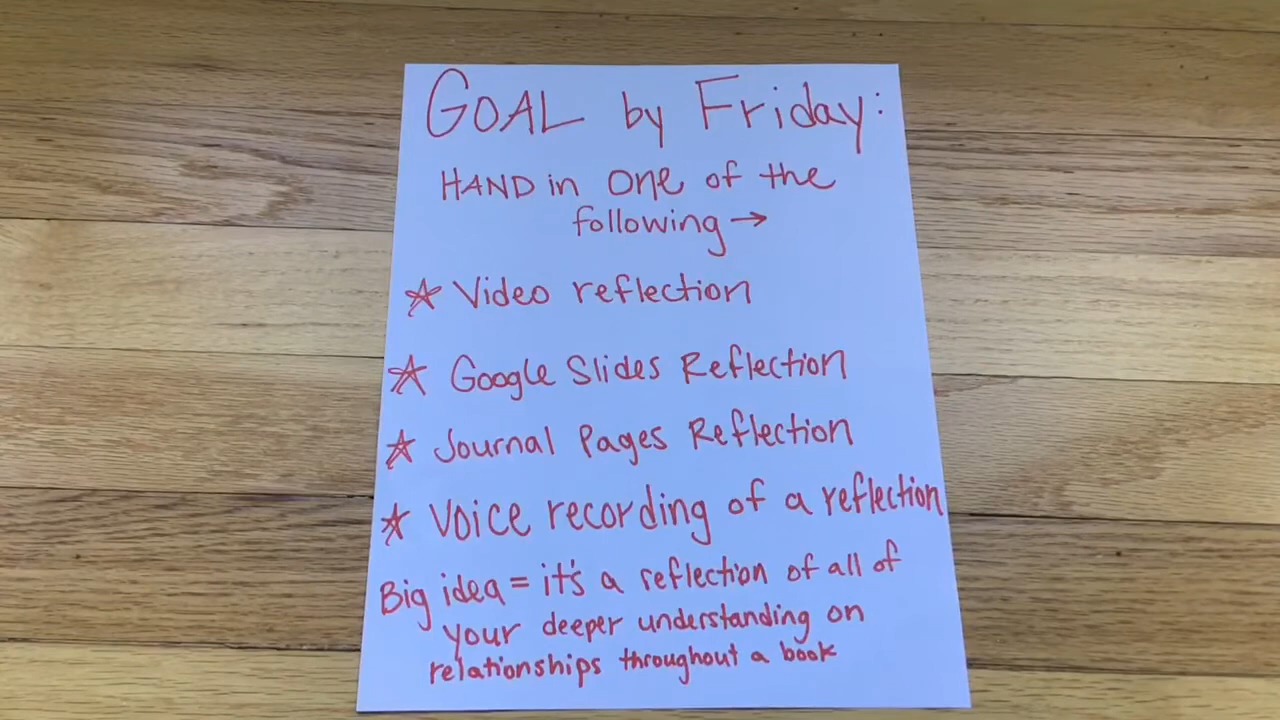 GOAL by Friday:
HAND in one of the
following →
☆ Video reflection
☆ Google Slides Reflection
☆ Journal Pages Reflection
☆ Voice recording of a reflection
Big idea = it's a reflection of all of
your deeper understanding on
relationships throughout a book